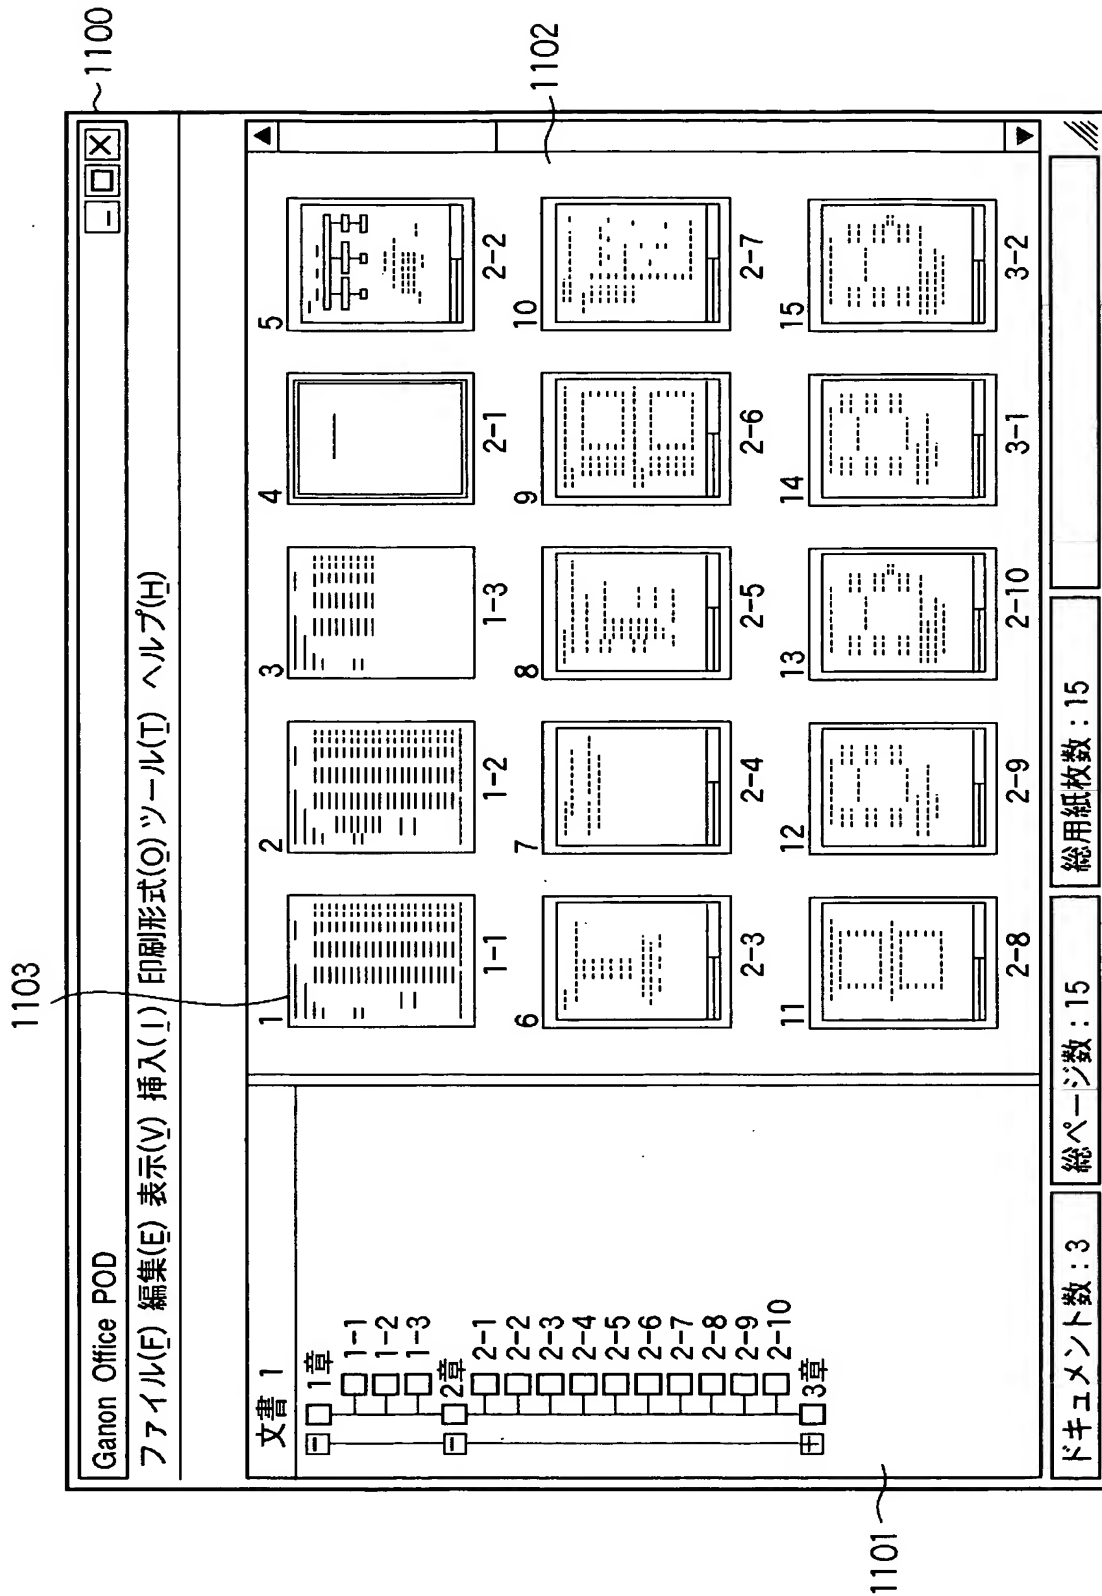 1103
1100
Ganon Office POD
ファイル(F) 編集(E) 表示(V) 挿入(I) 印刷形式(O) ツール(T) ヘルプ(H)
文書 1
1章
1-1
1-2
1-3
2章
2-1
2-2
2-3
2-4
2-5
2-6
2-7
2-8
2-9
2-10
3章
1101
1 2 3 4 5
1-1 1-2 1-3 2-1 2-2
6 7 8 9 10
2-3 2-4 2-5 2-6 2-7
11 12 13 14 15
2-8 2-9 2-10 3-1 3-2
1102
ドキュメント数:3 総ページ数:15 総用紙枚数:15